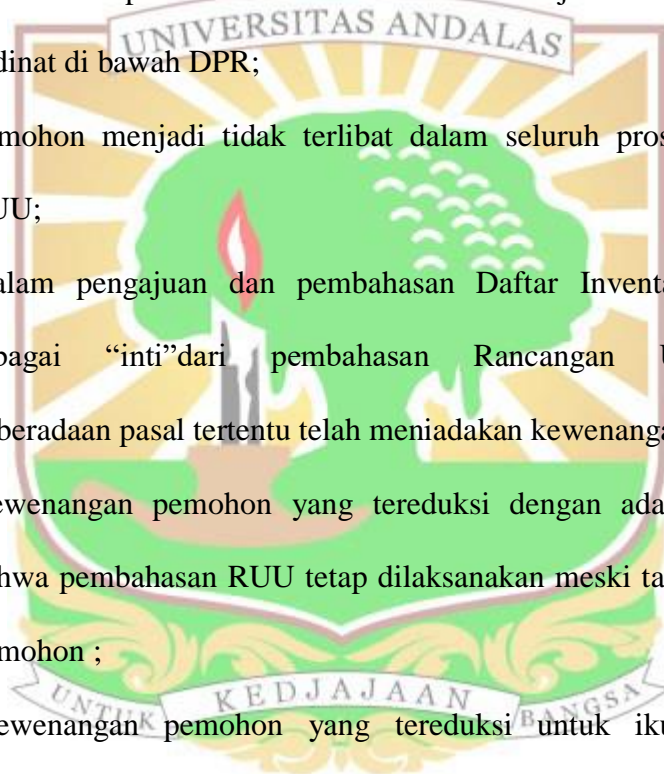 UNIVERSITAS ANDALAS
dinat di bawah DPR;
mohon menjadi tidak terlibat dalam seluruh pros
UU;
alam pengajuan dan pembahasan Daftar Inventa
bagai “inti”dari pembahasan Rancangan U
beradaan pasal tertentu telah meniadakan kewenanga
ewenangan pemohon yang tereduksi dengan ada
hwa pembahasan RUU tetap dilaksanakan meski ta
mohon ;
UNTUK KEDJAJAAN BANGSA
ewenangan pemohon yang tereduksi untuk iku